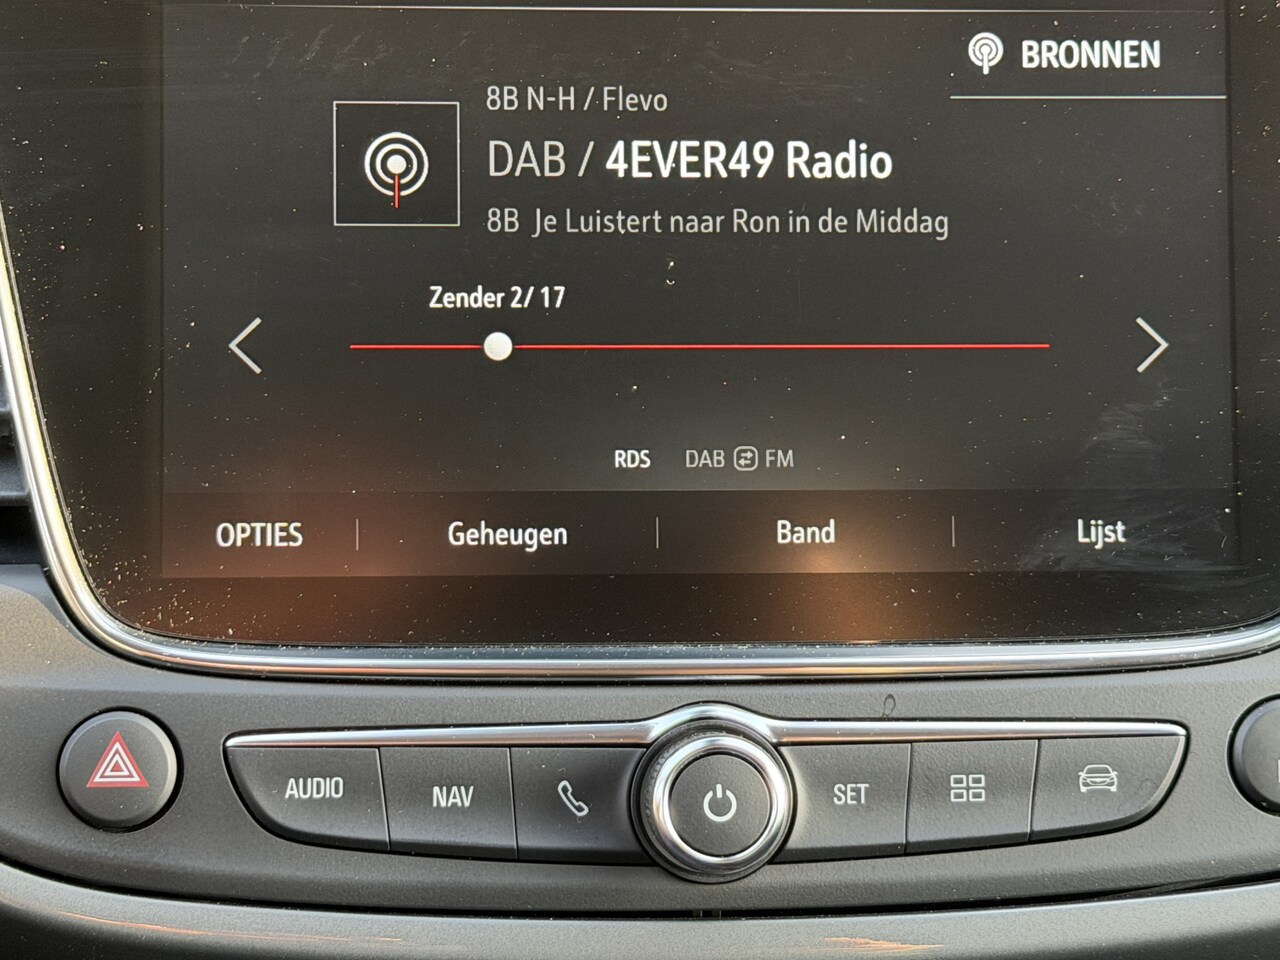 BRONNEN
8B N-H / Flevo
DAB / 4EVER49 Radio
8B Je Luistert naar Ron in de Middag
Zender 2/ 17
RDS DAB FM
OPTIES Geheugen Band Lijst
AUDIO NAV SET